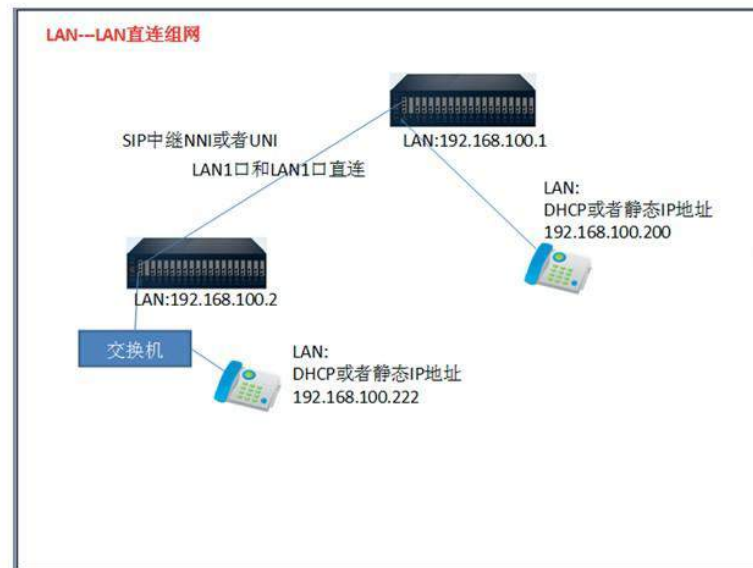 LAN---LAN直连组网
SIP中继NNI或者UNI
LAN1口和LAN1口直连
LAN:192.168.100.1
LAN:
DHCP或者静态IP地址
192.168.100.200
LAN:192.168.100.2
交换机
LAN:
DHCP或者静态IP地址
192.168.100.222